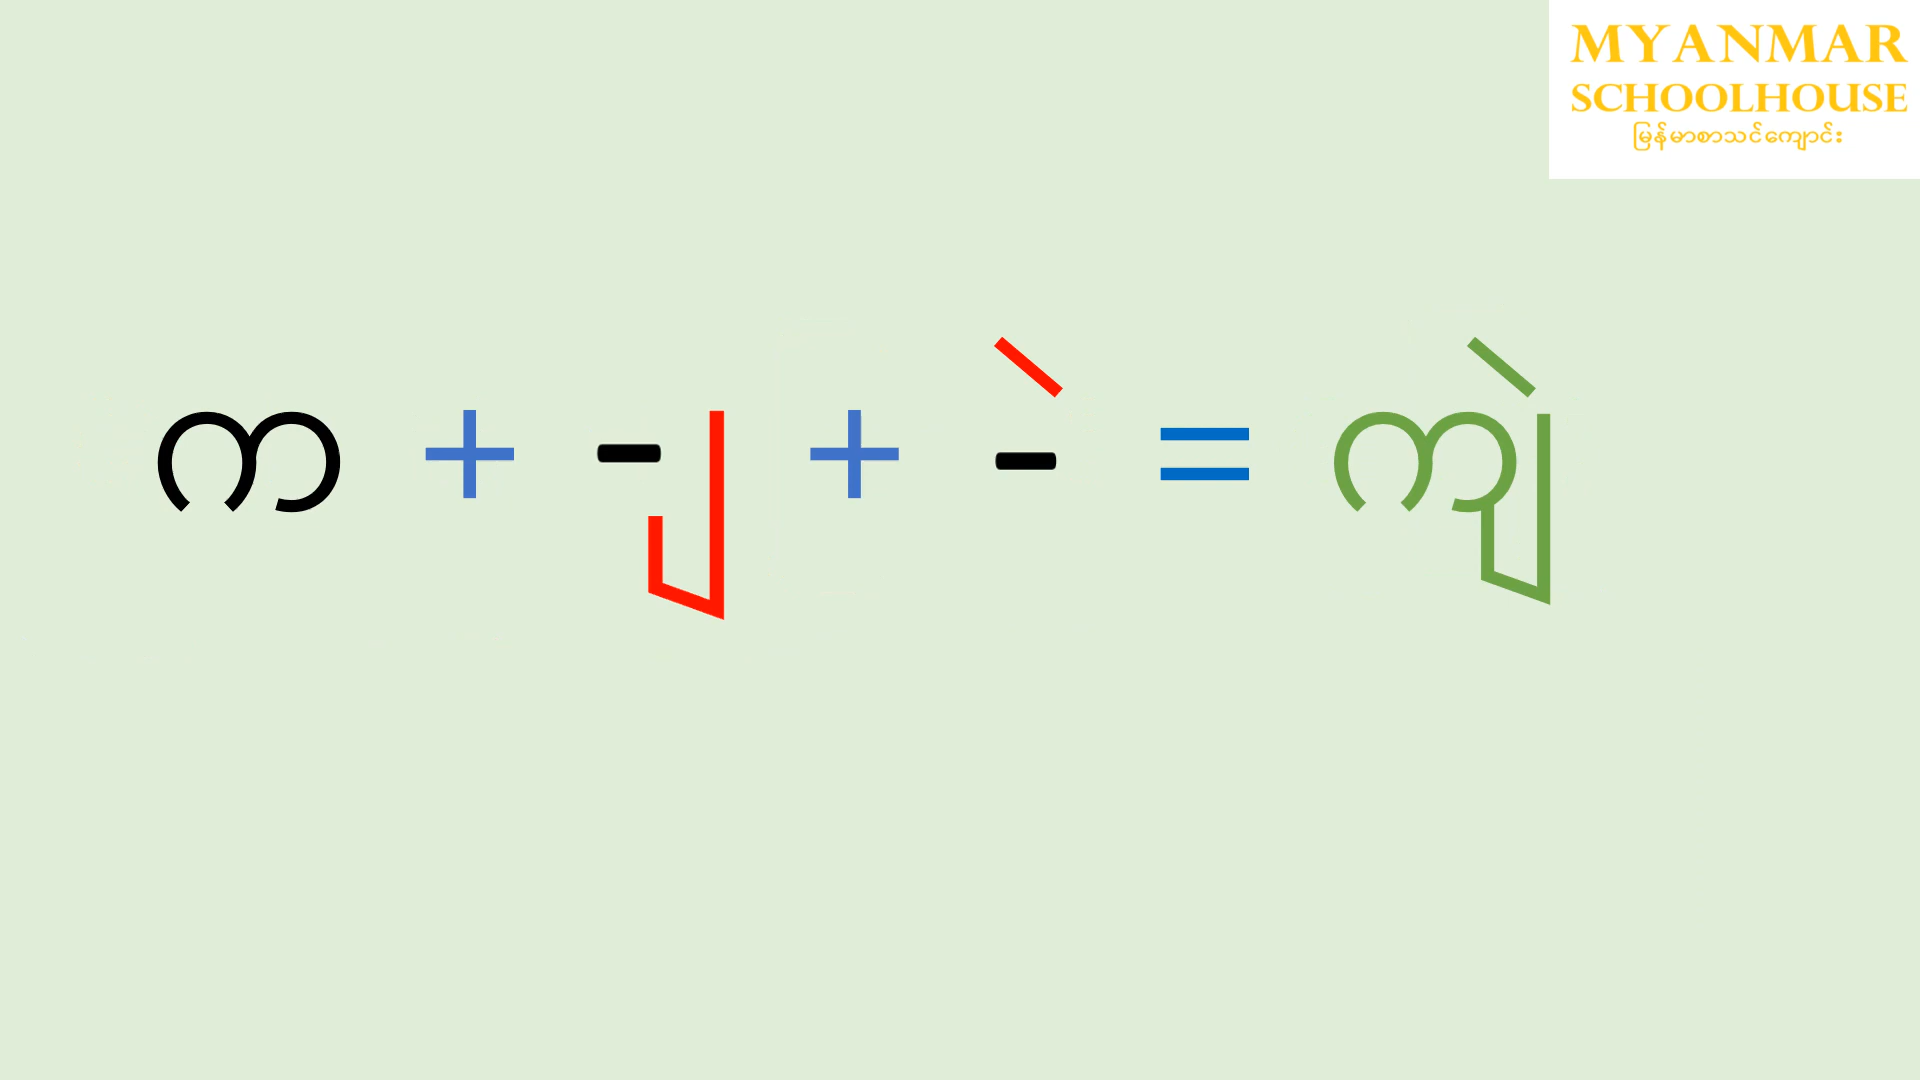 MYANMAR
SCHOOLHOUSE
မြန်မာစာသင်ကျောင်း
က + -ျ + -ဲ = ကျဲ